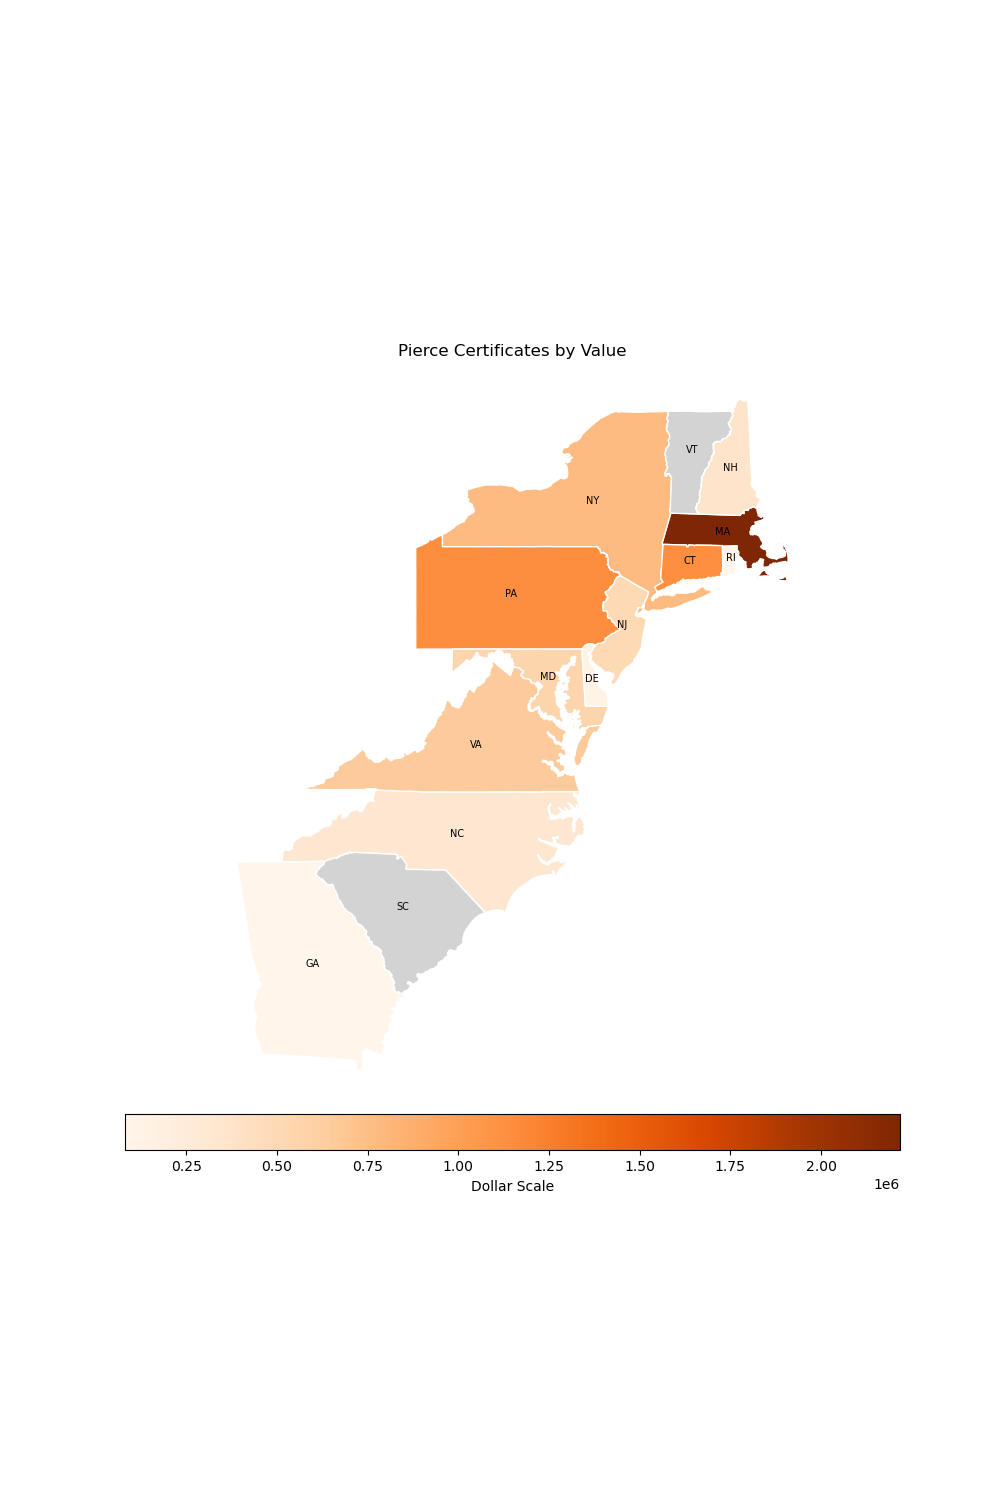 Pierce Certificates by Value
VT
NH
NY
MA
RI
CT
PA
NJ
MD
DE
VA
NC
SC
GA
0.25 0.50 0.75 1.00 1.25 1.50 1.75 2.00
1e6
Dollar Scale